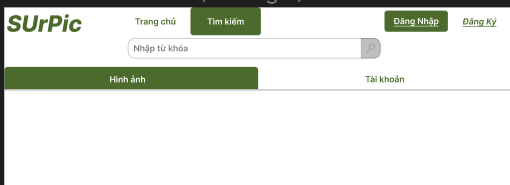 SUrPic
Trang chủ
Tìm kiếm
Đăng Nhập
Đăng Ký
Nhập từ khóa
Hình ảnh
Tài khoản